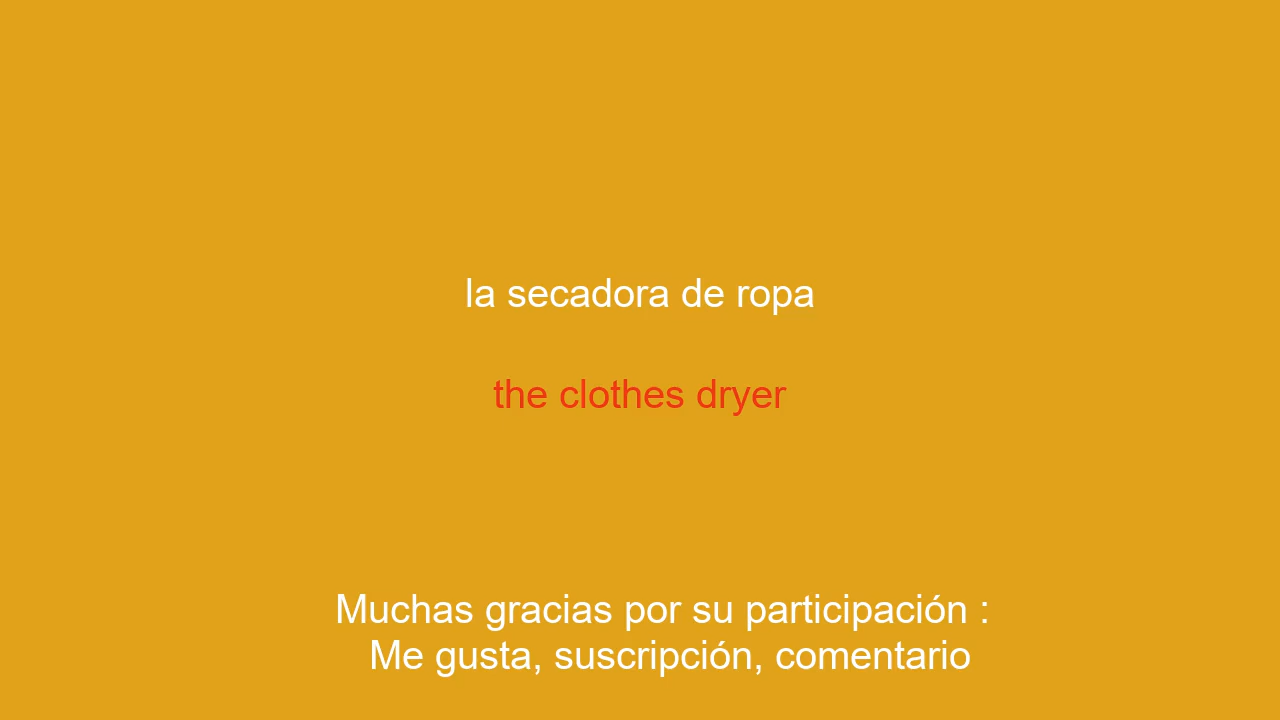 la secadora de ropa
the clothes dryer
Muchas gracias por su participación :
Me gusta, suscripción, comentario